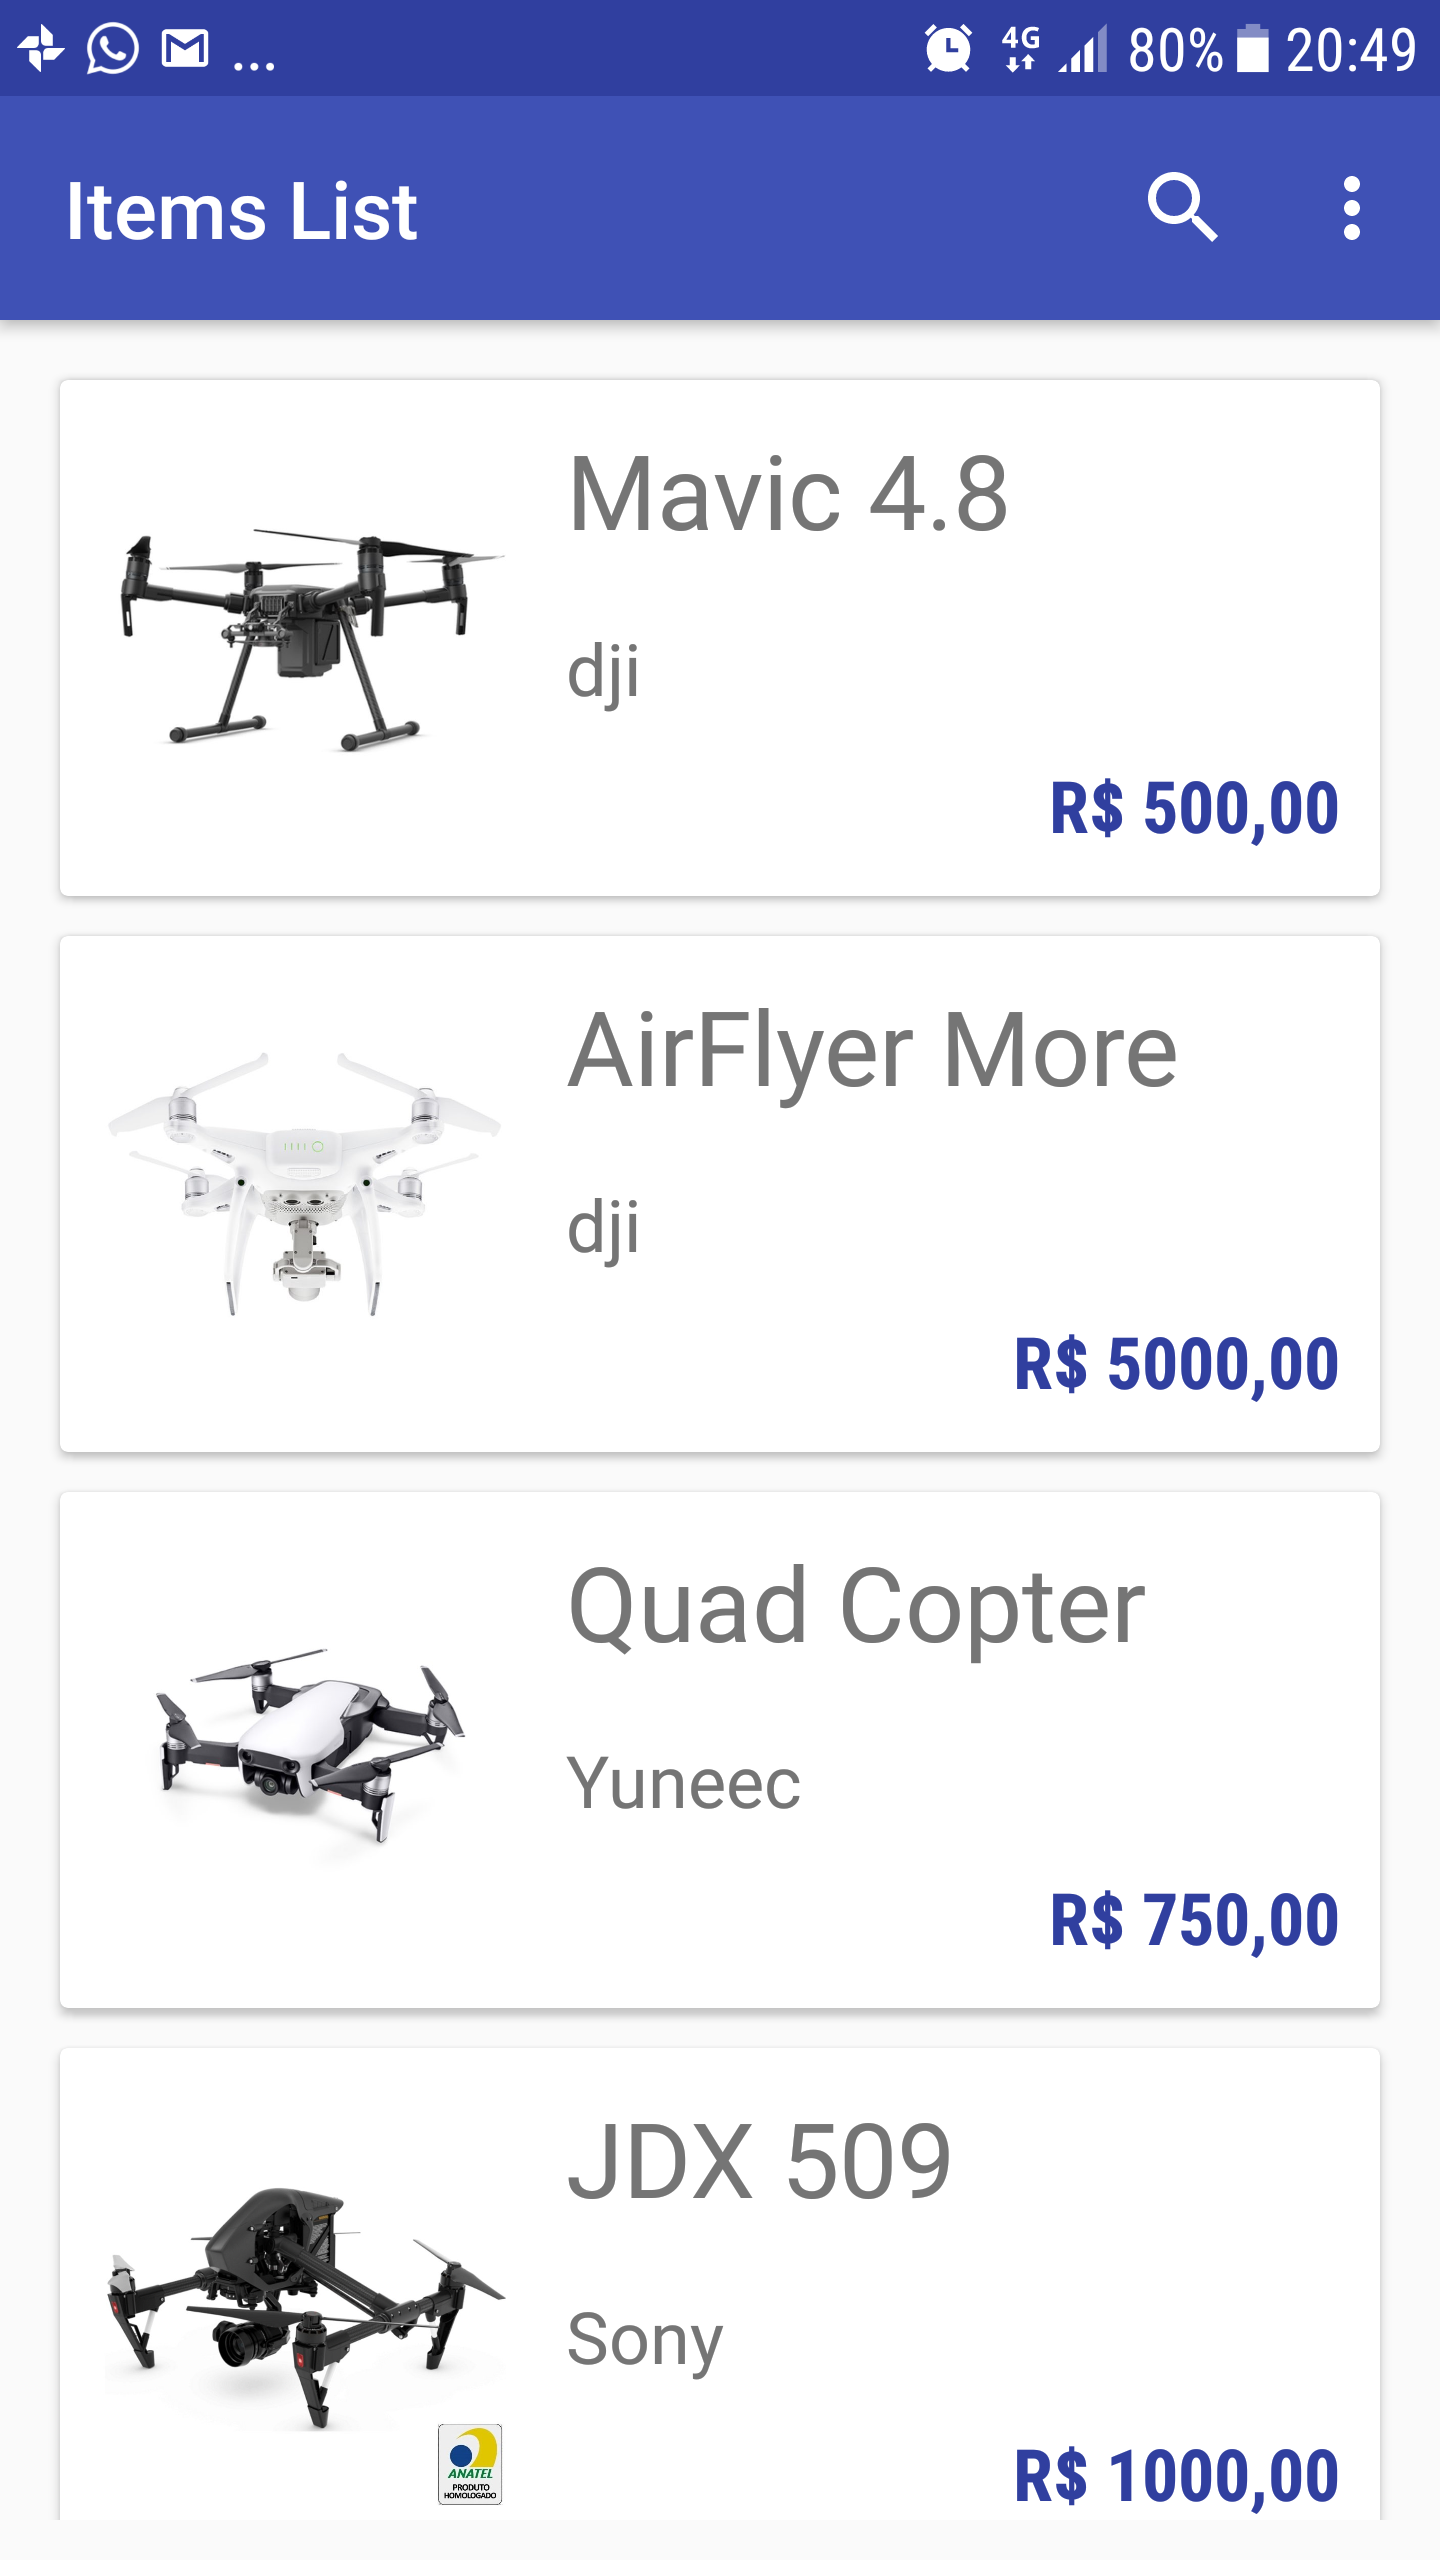 ... 4G 80% 20:49
Items List
Mavic 4.8
dji
R$ 500,00
AirFlyer More
dji
R$ 5000,00
Quad Copter
Yuneec
R$ 750,00
JDX 509
Sony
ANATEL
PRODUTO
HOMOLOGADO
R$ 1000,00